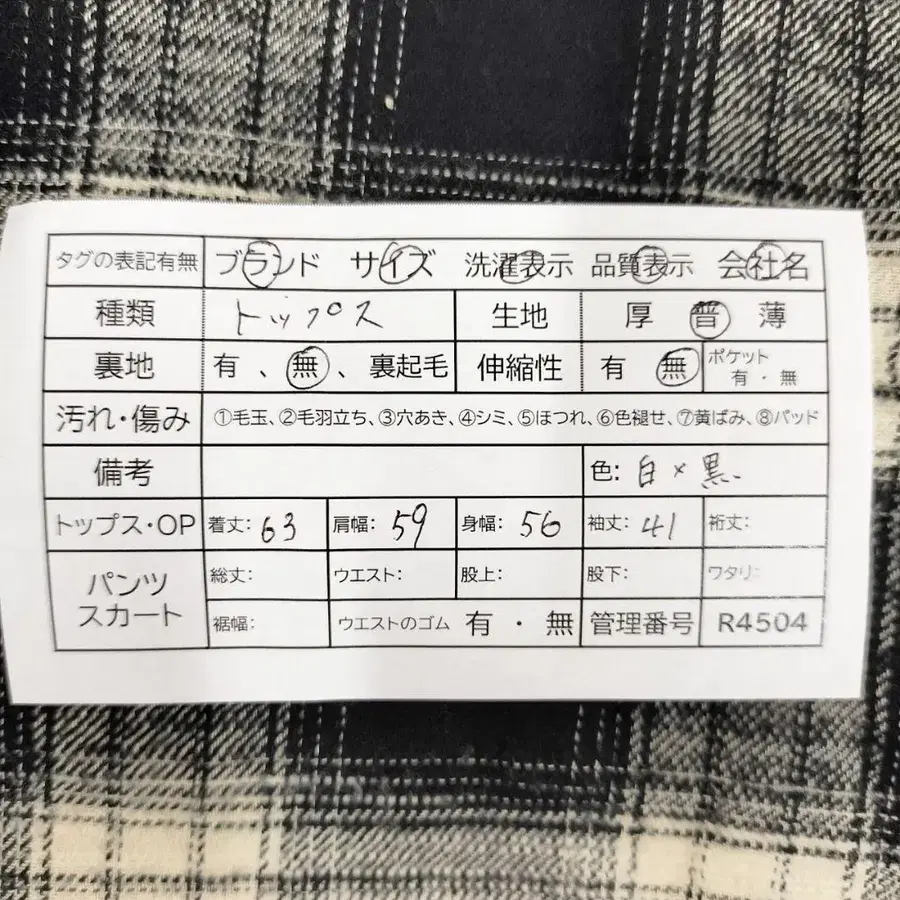 タグの表記有無 ブランド サイズ 洗濯表示 品質表示 会社名
種類 トップス 生地 厚 普 薄
裏地 有 、 無 、 裏起毛 伸縮性 有 無 ポケット 有 ・ 無
汚れ・傷み ①毛玉、②毛羽立ち、③穴あき、④シミ、⑤ほつれ、⑥色褪せ、⑦黄ばみ、⑧パッド
備考 色: 白×黒
トップス・OP 着丈: 63 肩幅: 59 身幅: 56 袖丈: 41 裄丈:
パンツ スカート 総丈: ウエスト: 股上: 股下: ワタリ:
裾幅: ウエストのゴム 有 ・ 無 管理番号 R4504